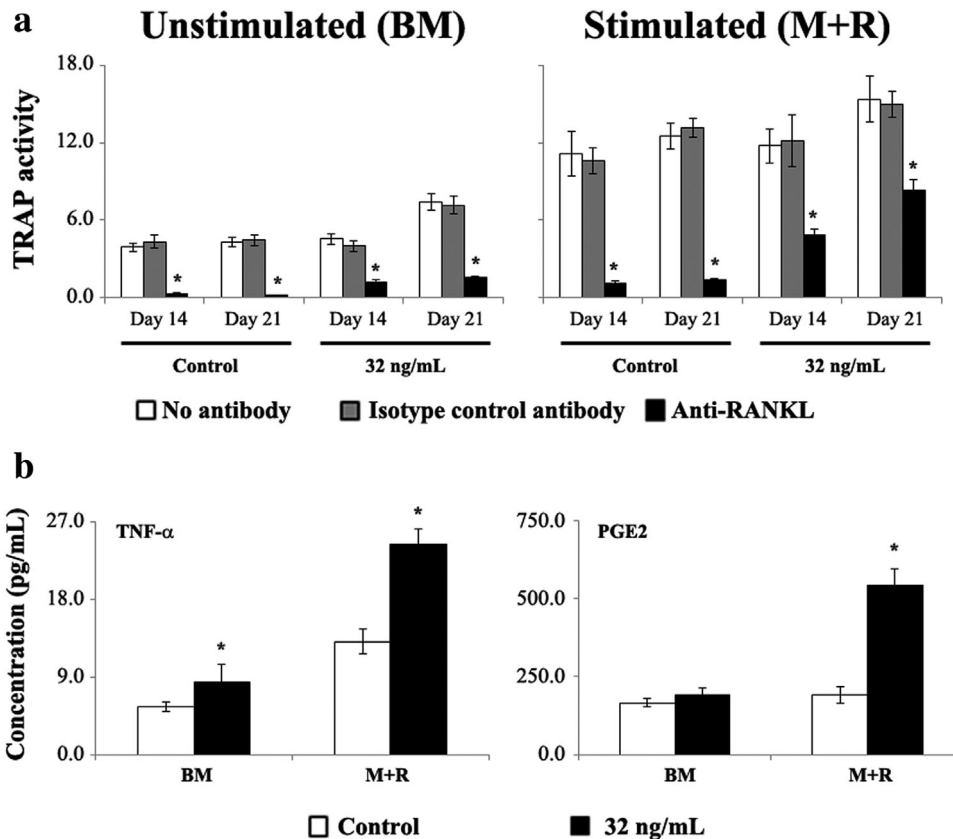 a
Unstimulated (BM)
Stimulated (M+R)
TRAP activity
18.0
12.0
6.0
0.0
* * * * * * * *
Day 14 Day 21 Day 14 Day 21 Day 14 Day 21 Day 14 Day 21
Control 32 ng/mL Control 32 ng/mL
No antibody Isotype control antibody Anti-RANKL
b
Concentration (pg/mL)
27.0
18.0
9.0
0.0
TNF-α
* *
BM M+R
750.0
500.0
250.0
0.0
PGE2
*
BM M+R
Control 32 ng/mL